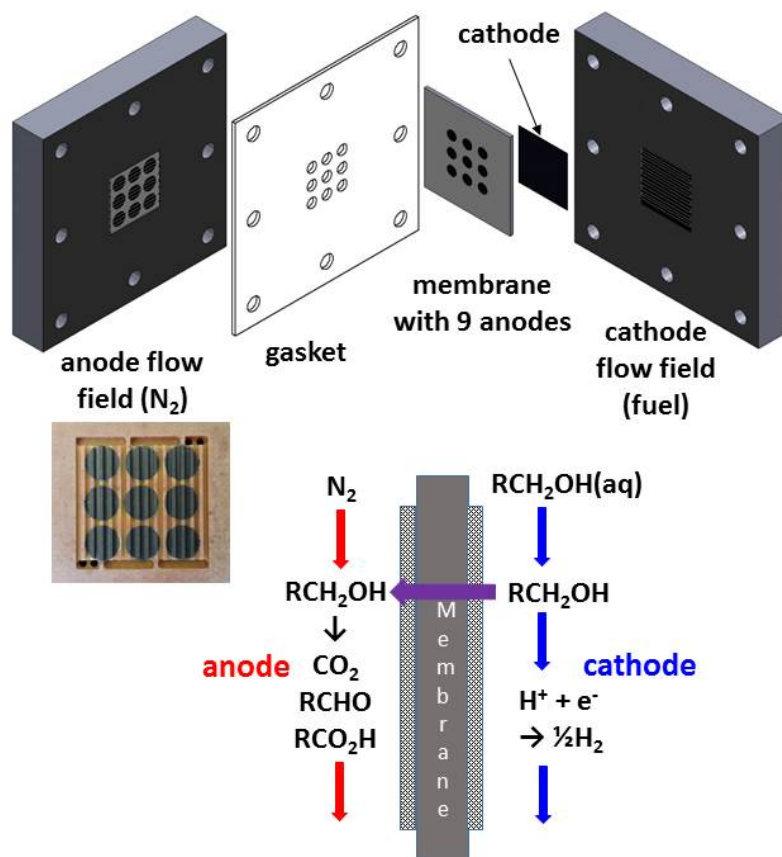 cathode
anode flow
field (N₂)
gasket
membrane
with 9 anodes
cathode
flow field
(fuel)
N₂
RCH₂OH
↓
anode
CO₂
RCHO
RCO₂H
Membrane
RCH₂OH(aq)
RCH₂OH
cathode
H⁺ + e⁻
→ ½H₂